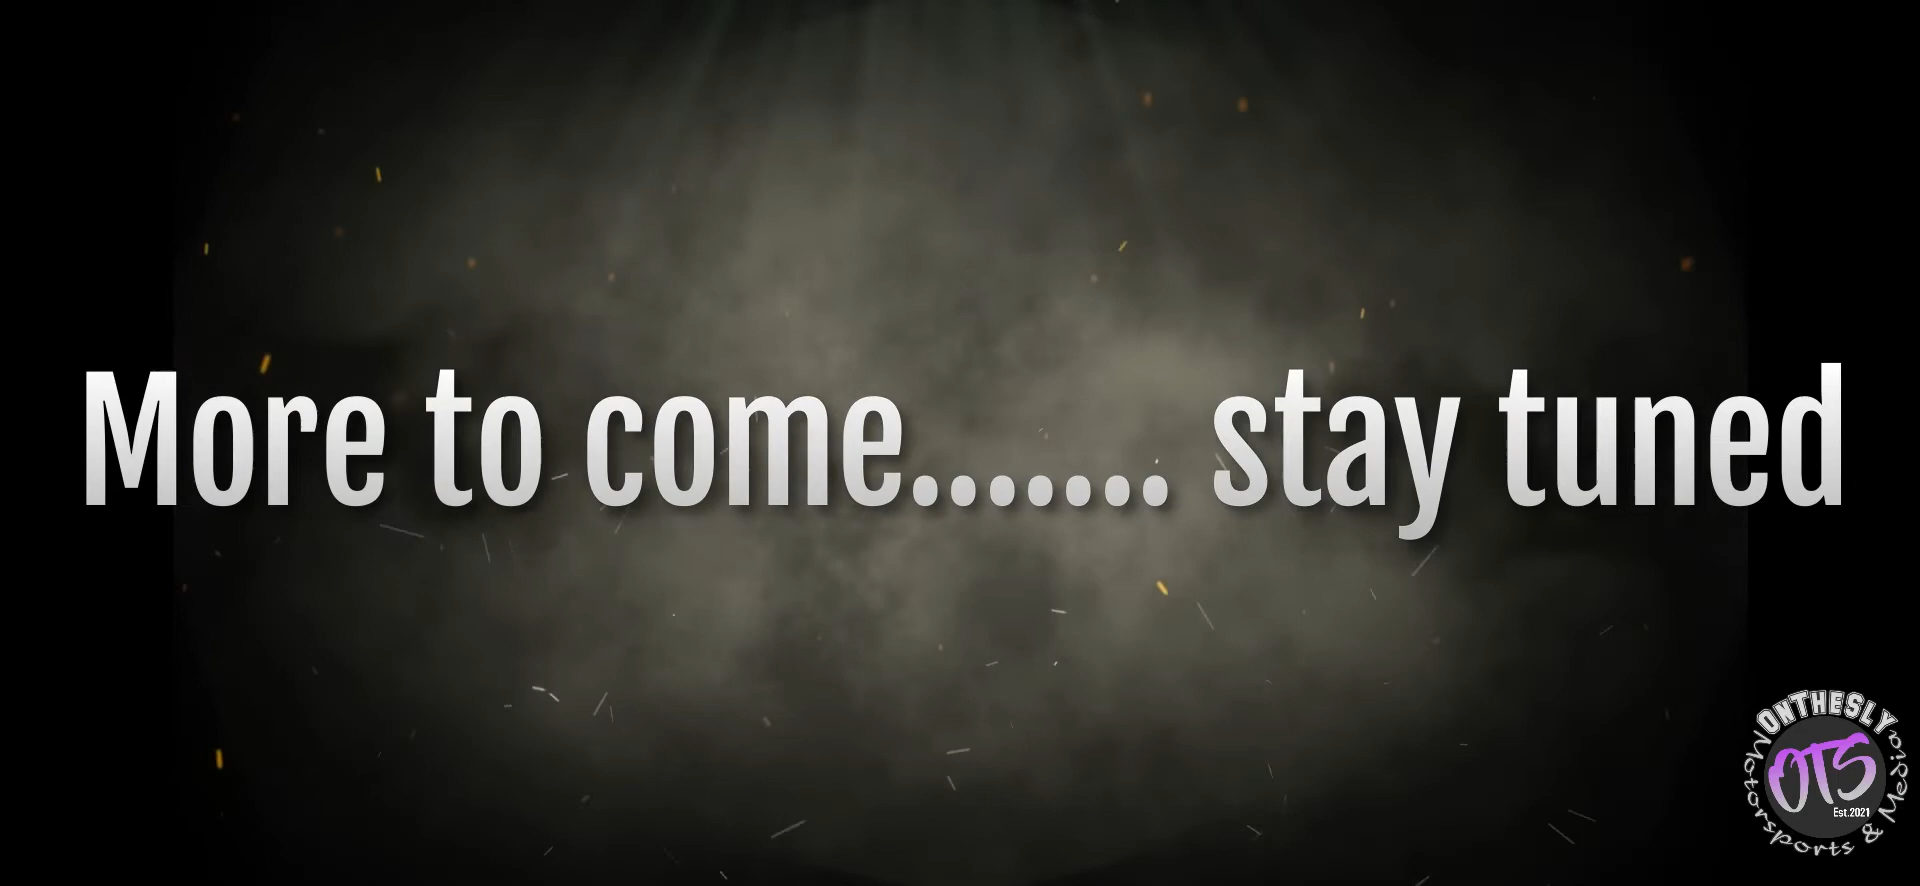 More to come....... stay tuned
ONTHESLY
Motorsports & Media
OTS
Est.2021